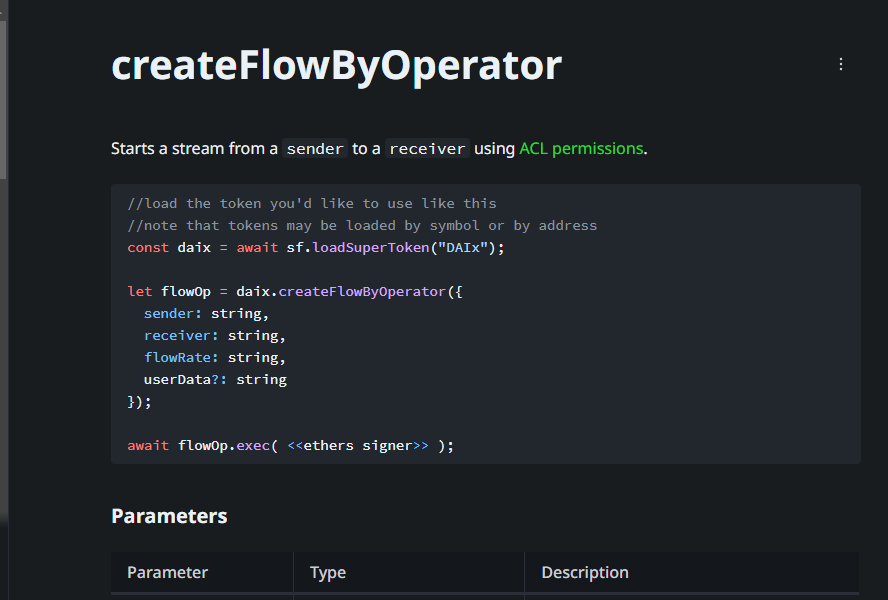 createFlowByOperator
Starts a stream from a sender to a receiver using ACL permissions.
//load the token you'd like to use like this
//note that tokens may be loaded by symbol or by address
const daix = await sf.loadSuperToken("DAIx");
let flowOp = daix.createFlowByOperator({
  sender: string,
  receiver: string,
  flowRate: string,
  userData?: string
});
await flowOp.exec( <<ethers signer>> );
Parameters
Parameter Type Description